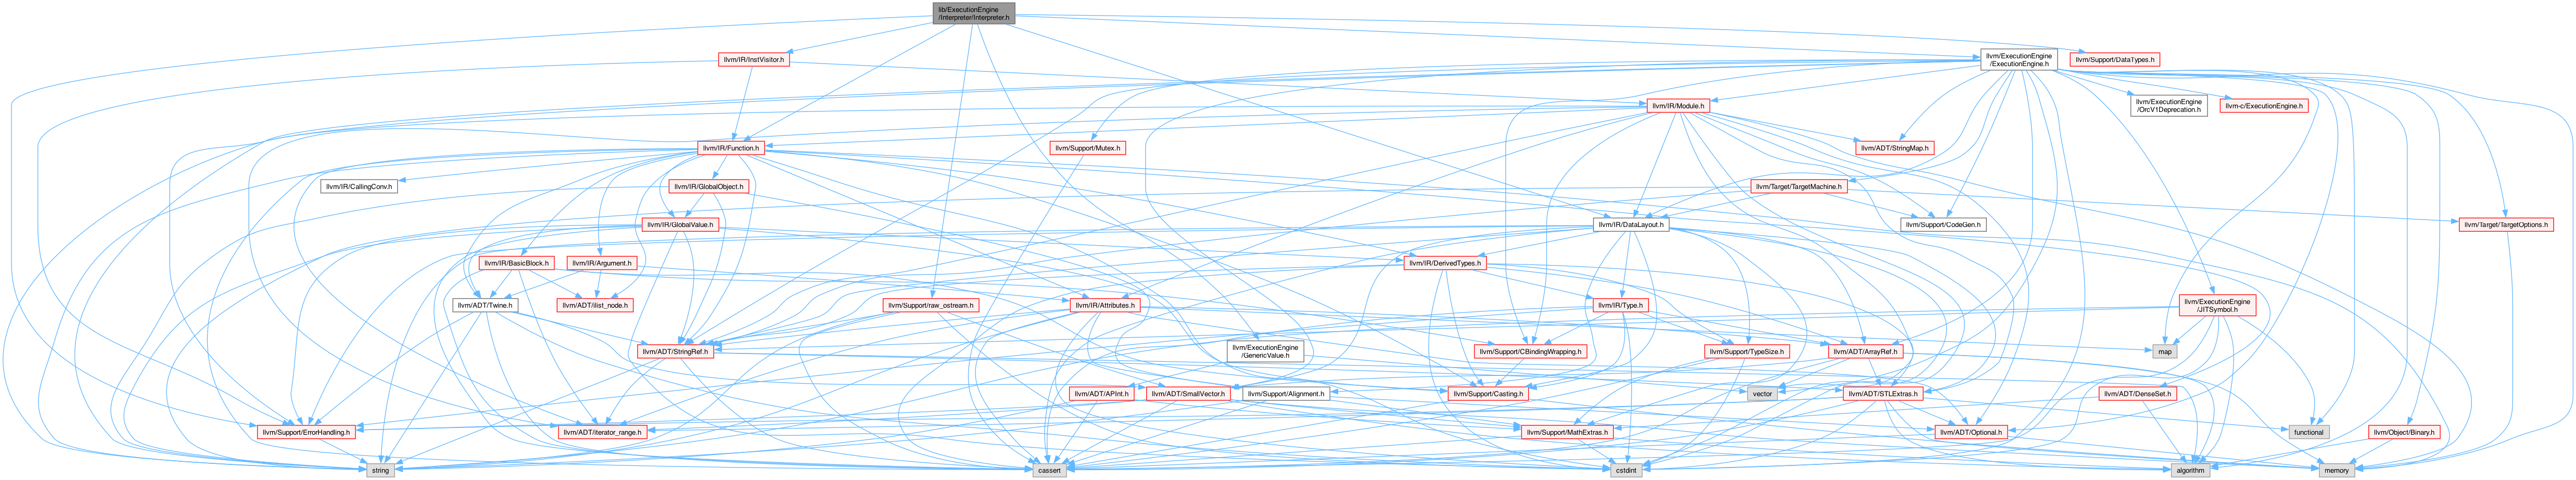 lib/ExecutionEngine
/Interpreter/Interpreter.h
llvm/IR/InstVisitor.h
llvm/ExecutionEngine
/ExecutionEngine.h
llvm/Support/DataTypes.h
llvm/IR/Module.h
llvm/ExecutionEngine
/OrcV1Deprecation.h
llvm-c/ExecutionEngine.h
llvm/IR/Function.h
llvm/Support/Mutex.h
llvm/ADT/StringMap.h
llvm/IR/CallingConv.h
llvm/IR/GlobalObject.h
llvm/Target/TargetMachine.h
llvm/IR/GlobalValue.h
llvm/IR/DataLayout.h
llvm/Support/CodeGen.h
llvm/Target/TargetOptions.h
llvm/IR/BasicBlock.h
llvm/IR/Argument.h
llvm/IR/DerivedTypes.h
llvm/ADT/Twine.h
llvm/ADT/ilist_node.h
llvm/Support/raw_ostream.h
llvm/IR/Attributes.h
llvm/IR/Type.h
llvm/ExecutionEngine
/JITSymbol.h
llvm/ADT/StringRef.h
llvm/ExecutionEngine
/GenericValue.h
llvm/Support/CBindingWrapping.h
llvm/Support/TypeSize.h
llvm/ADT/ArrayRef.h
map
llvm/ADT/APInt.h
llvm/ADT/SmallVector.h
llvm/Support/Alignment.h
llvm/Support/Casting.h
vector
llvm/ADT/STLExtras.h
llvm/ADT/DenseSet.h
llvm/Support/ErrorHandling.h
llvm/ADT/iterator_range.h
llvm/Support/MathExtras.h
llvm/ADT/Optional.h
functional
llvm/Object/Binary.h
string
cassert
cstdint
algorithm
memory